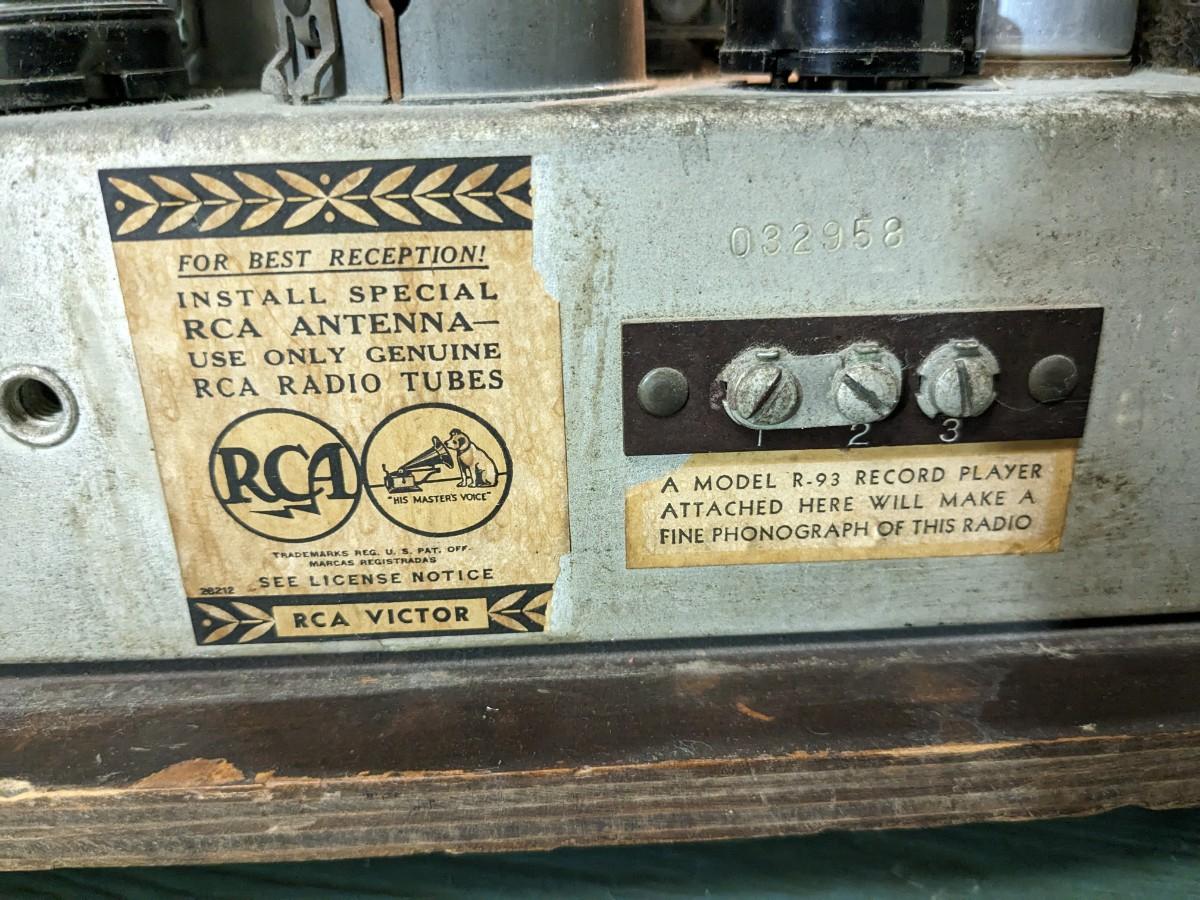 FOR BEST RECEPTION!
INSTALL SPECIAL
RCA ANTENNA—
USE ONLY GENUINE
RCA RADIO TUBES
RCA
"HIS MASTER'S VOICE"
TRADEMARKS REG. U. S. PAT. OFF.
MARCAS REGISTRADAS
SEE LICENSE NOTICE
26212
RCA VICTOR
032958
1 2 3
A MODEL R-93 RECORD PLAYER
ATTACHED HERE WILL MAKE A
FINE PHONOGRAPH OF THIS RADIO